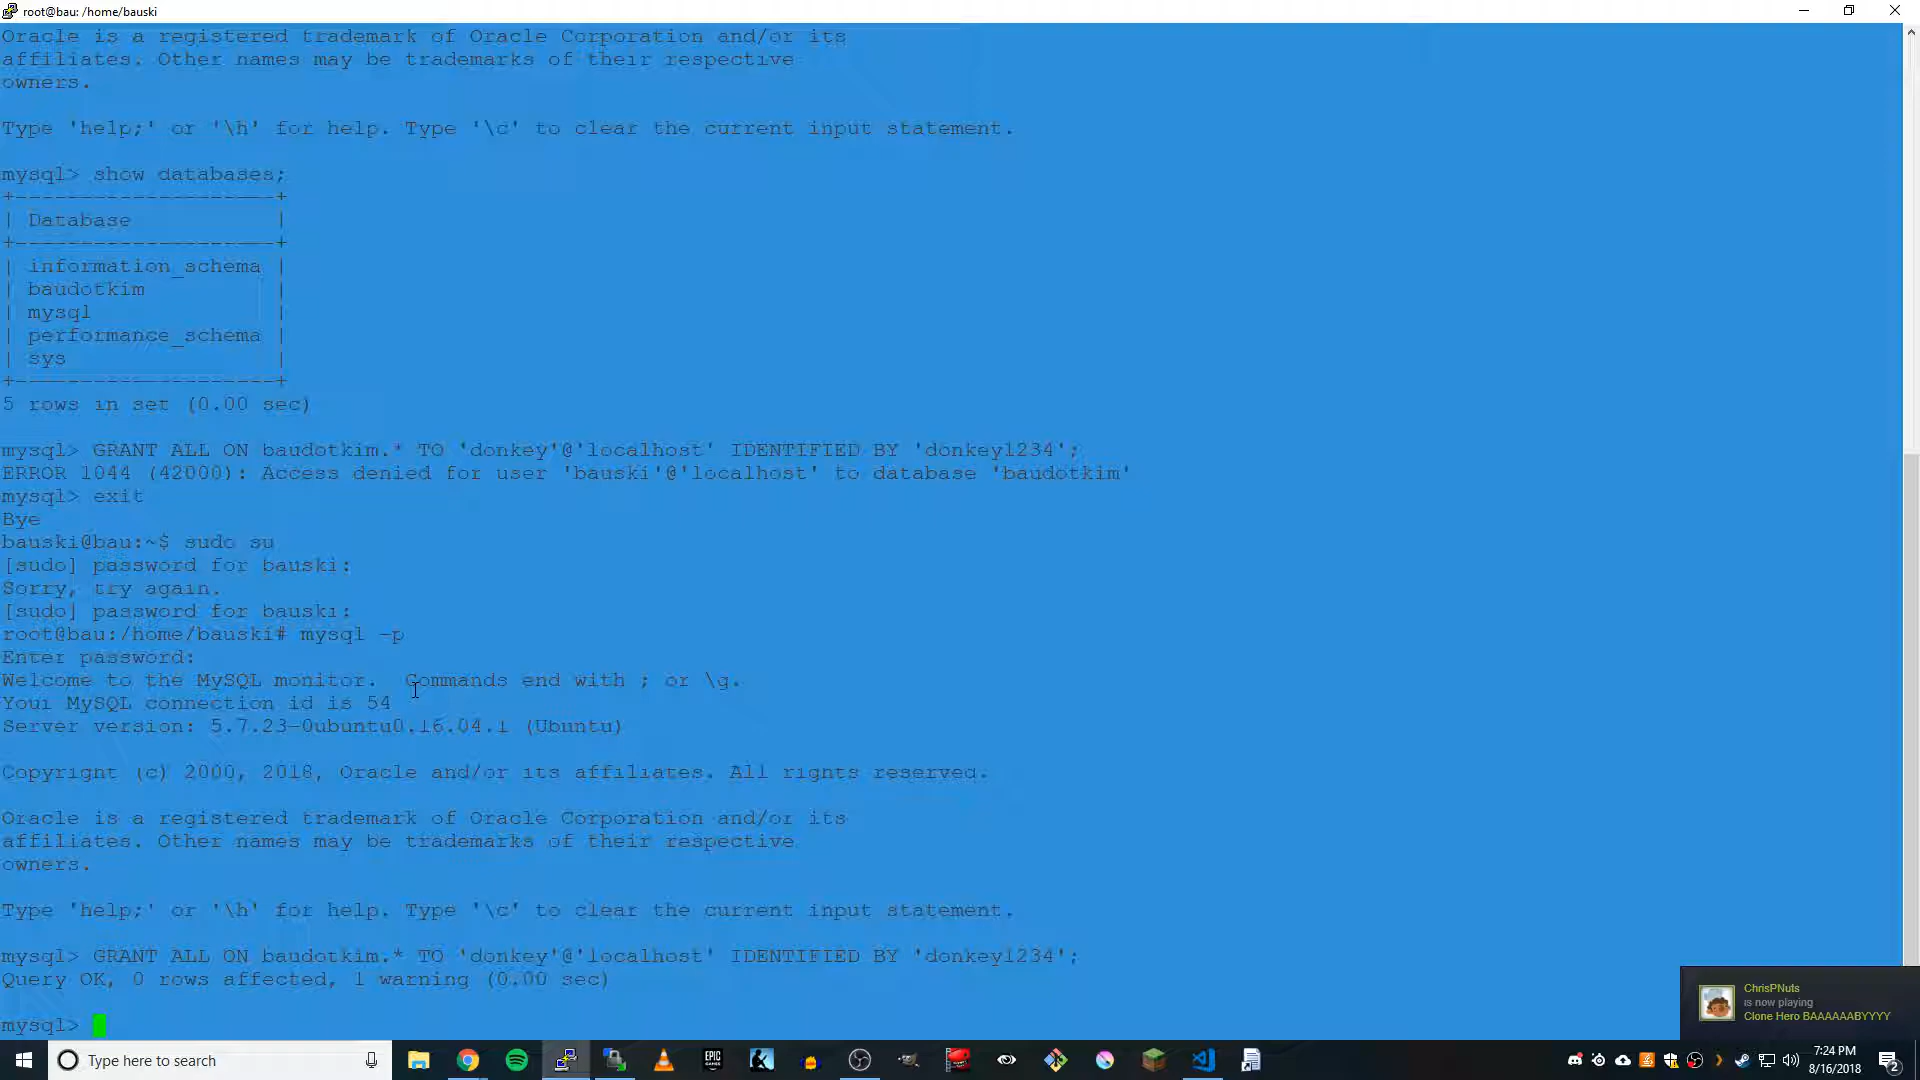 root@bau: /home/bauski
Oracle is a registered trademark of Oracle Corporation and/or its
affiliates. Other names may be trademarks of their respective
owners.
Type 'help;' or '\h' for help. Type '\c' to clear the current input statement.
mysql> show databases;
+--------------------+
| Database           |
+--------------------+
| information_schema |
| baudotkim          |
| mysql              |
| performance_schema |
| sys                |
+--------------------+
5 rows in set (0.00 sec)
mysql> GRANT ALL ON baudotkim.* TO 'donkey'@'localhost' IDENTIFIED BY 'donkey1234';
ERROR 1044 (42000): Access denied for user 'bauski'@'localhost' to database 'baudotkim'
mysql> exit
Bye
bauski@bau:~$ sudo su
[sudo] password for bauski:
Sorry, try again.
[sudo] password for bauski:
root@bau:/home/bauski# mysql -p
Enter password:
Welcome to the MySQL monitor.  Commands end with ; or \g.
Your MySQL connection id is 54
Server version: 5.7.23-0ubuntu0.16.04.1 (Ubuntu)
Copyright (c) 2000, 2018, Oracle and/or its affiliates. All rights reserved.
Oracle is a registered trademark of Oracle Corporation and/or its
affiliates. Other names may be trademarks of their respective
owners.
Type 'help;' or '\h' for help. Type '\c' to clear the current input statement.
mysql> GRANT ALL ON baudotkim.* TO 'donkey'@'localhost' IDENTIFIED BY 'donkey1234';
Query OK, 0 rows affected, 1 warning (0.00 sec)
mysql>
ChrisPNuts
is now playing
Clone Hero BAAAAAABYYYY
Type here to search
EPIC GAMES
7:24 PM
8/16/2018
2